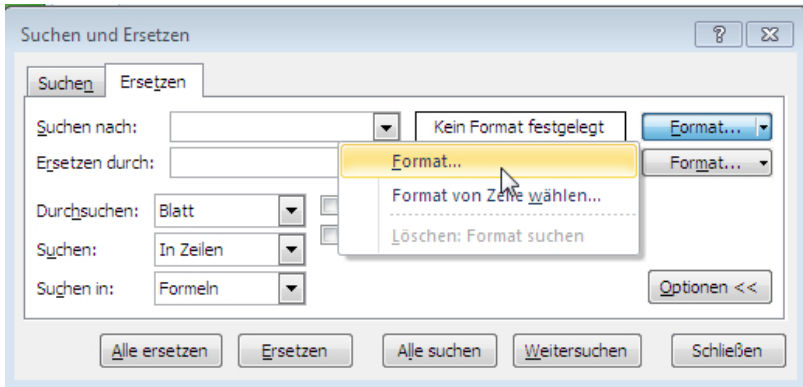 Suchen und Ersetzen
Suchen Ersetzen
Suchen nach: Kein Format festgelegt Format...
Ersetzen durch: Format...
Format...
Format von Zelle wählen...
Löschen: Format suchen
Durchsuchen: Blatt
Suchen: In Zeilen
Suchen in: Formeln
Optionen <<
Alle ersetzen Ersetzen Alle suchen Weitersuchen Schließen